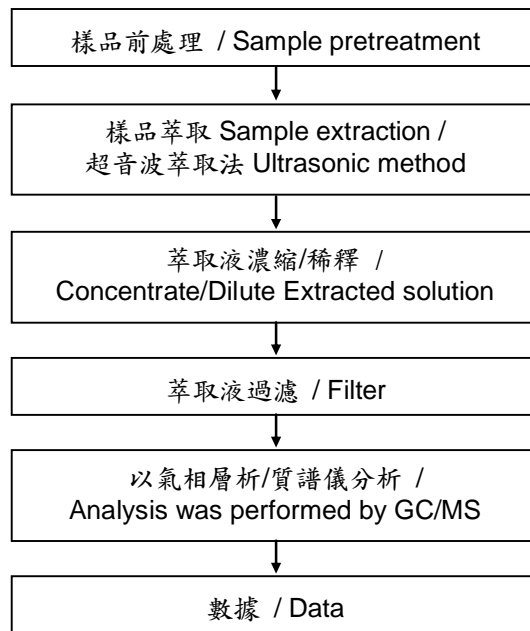 樣品前處理 / Sample pretreatment
樣品萃取 Sample extraction /
超音波萃取法 Ultrasonic method
萃取液濃縮/稀釋 /
Concentrate/Dilute Extracted solution
萃取液過濾 / Filter
以氣相層析/質譜儀分析 /
Analysis was performed by GC/MS
數據 / Data